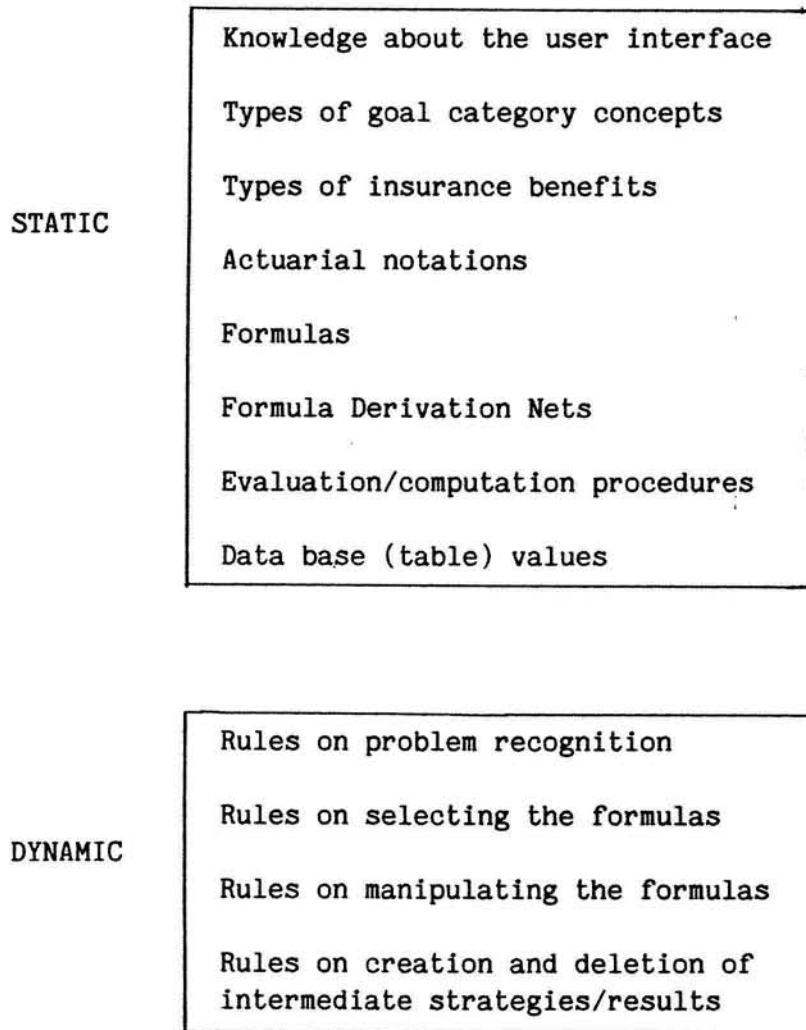 Knowledge about the user interface
Types of goal category concepts
Types of insurance benefits
STATIC
Actuarial notations
Formulas
Formula Derivation Nets
Evaluation/computation procedures
Data base (table) values
Rules on problem recognition
Rules on selecting the formulas
DYNAMIC
Rules on manipulating the formulas
Rules on creation and deletion of
intermediate strategies/results